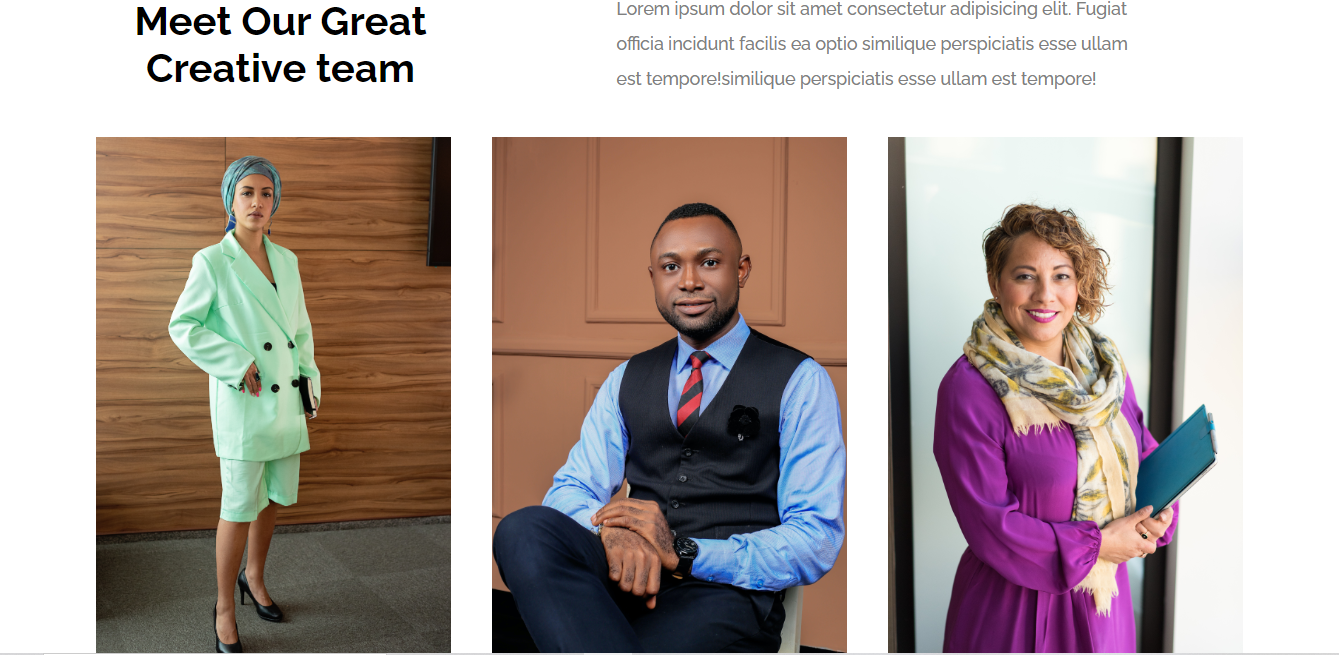 Meet Our Great
Creative team
Lorem ipsum dolor sit amet consectetur adipisicing elit. Fugiat
officia incidunt facilis ea optio similique perspiciatis esse ullam
est tempore!similique perspiciatis esse ullam est tempore!